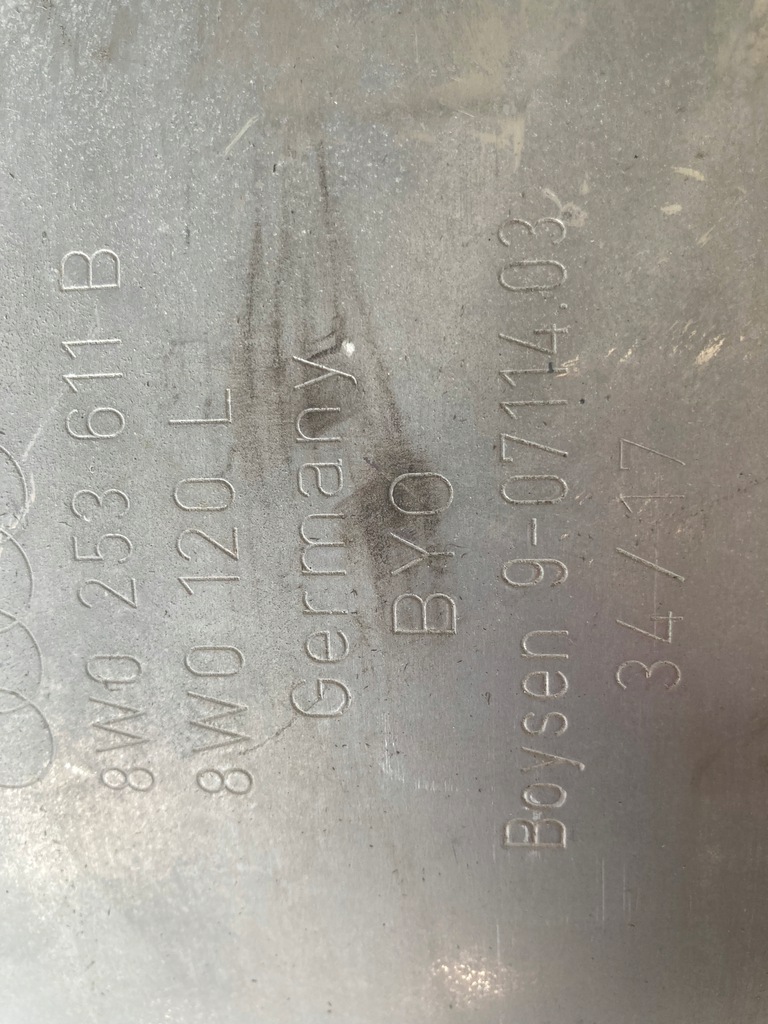 8W0 253 611 B
8W0 120 L
Germany
BYO
Boysen 9-07114.03
34/17